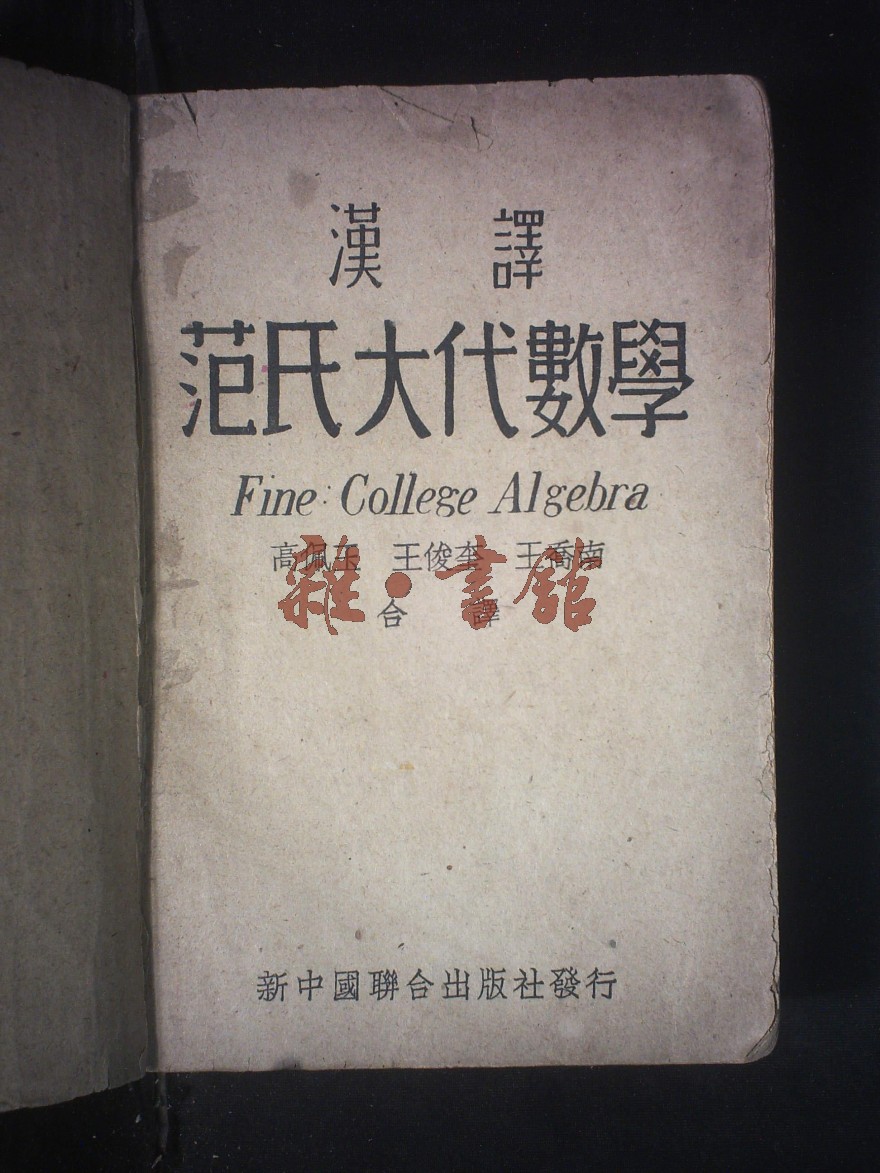 漢 譯
范氏大代數學
Fine: College Algebra
高佩玉 王俊奎 王喬南
合 譯
雜·書館
新中國聯合出版社發行